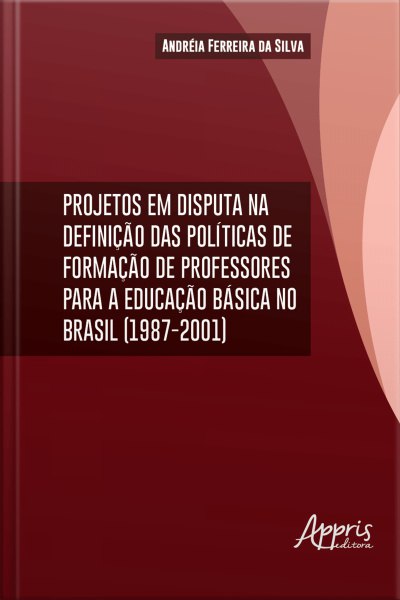 Andréia Ferreira da Silva
PROJETOS EM DISPUTA NA
DEFINIÇÃO DAS POLÍTICAS DE
FORMAÇÃO DE PROFESSORES
PARA A EDUCAÇÃO BÁSICA NO
BRASIL (1987-2001)
Appris
editora